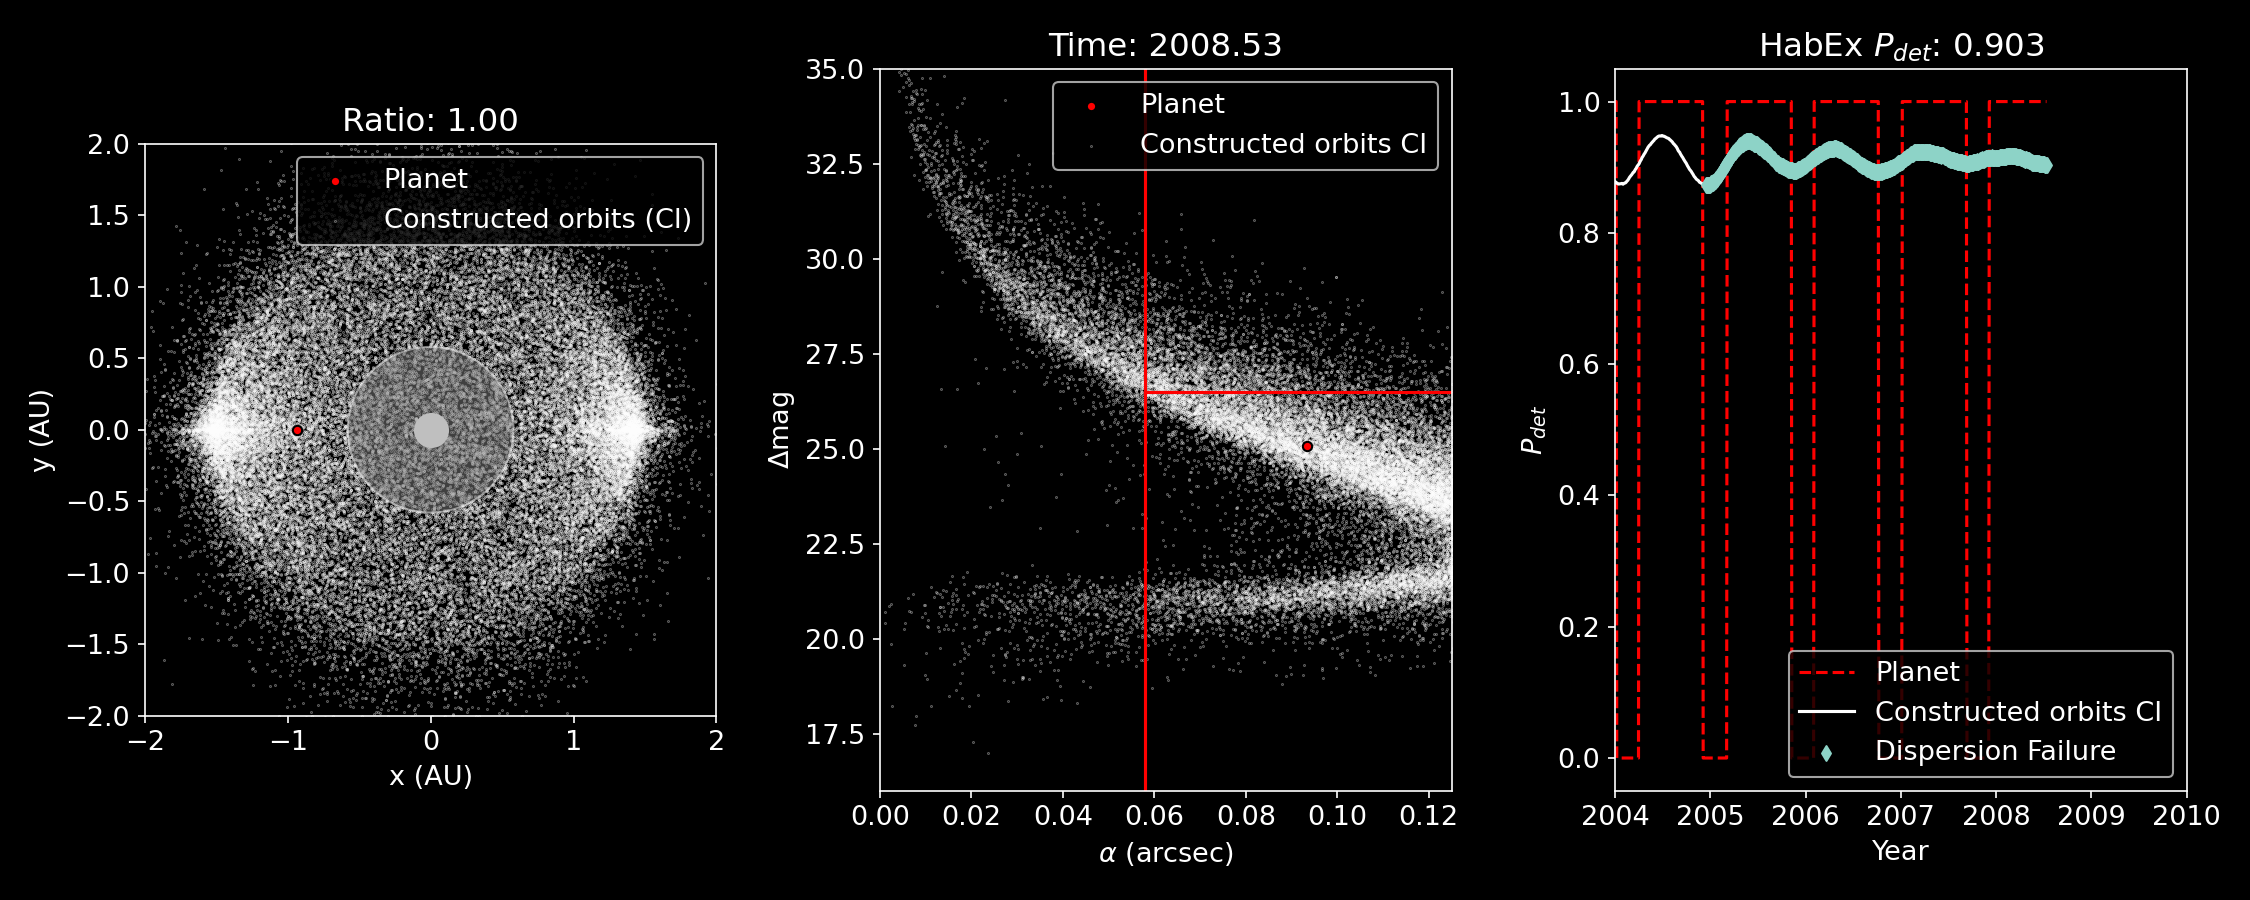 Ratio: 1.00
2.0
1.5
1.0
0.5
0.0
−0.5
−1.0
−1.5
−2.0
y (AU)
Planet
Constructed orbits (CI)
−2
−1
0
1
2
x (AU)
Time: 2008.53
35.0
32.5
30.0
27.5
25.0
22.5
20.0
17.5
Δmag
Planet
Constructed orbits CI
0.00
0.02
0.04
0.06
0.08
0.10
0.12
α (arcsec)
HabEx P_det: 0.903
1.0
0.8
0.6
0.4
0.2
0.0
P_det
Planet
Constructed orbits CI
Dispersion Failure
2004
2005
2006
2007
2008
2009
2010
Year